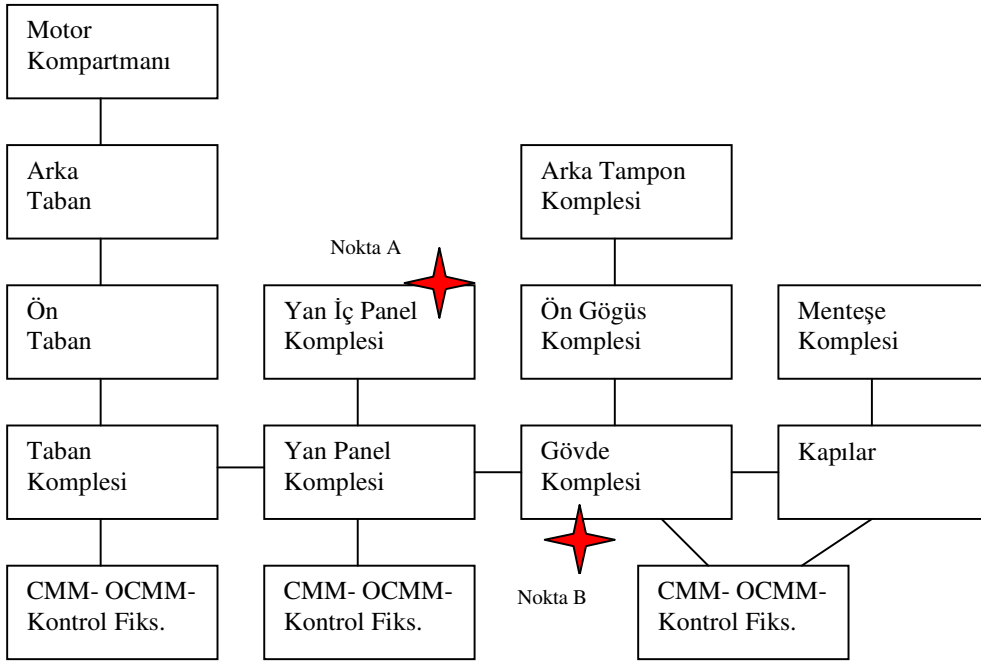 Motor
Kompartmanı
Arka
Taban
Arka Tampon
Komplesi
Nokta A
Ön
Taban
Yan İç Panel
Komplesi
Ön Gögüs
Komplesi
Menteşe
Komplesi
Taban
Komplesi
Yan Panel
Komplesi
Gövde
Komplesi
Kapılar
CMM- OCMM-
Kontrol Fiks.
CMM- OCMM-
Kontrol Fiks.
Nokta B
CMM- OCMM-
Kontrol Fiks.